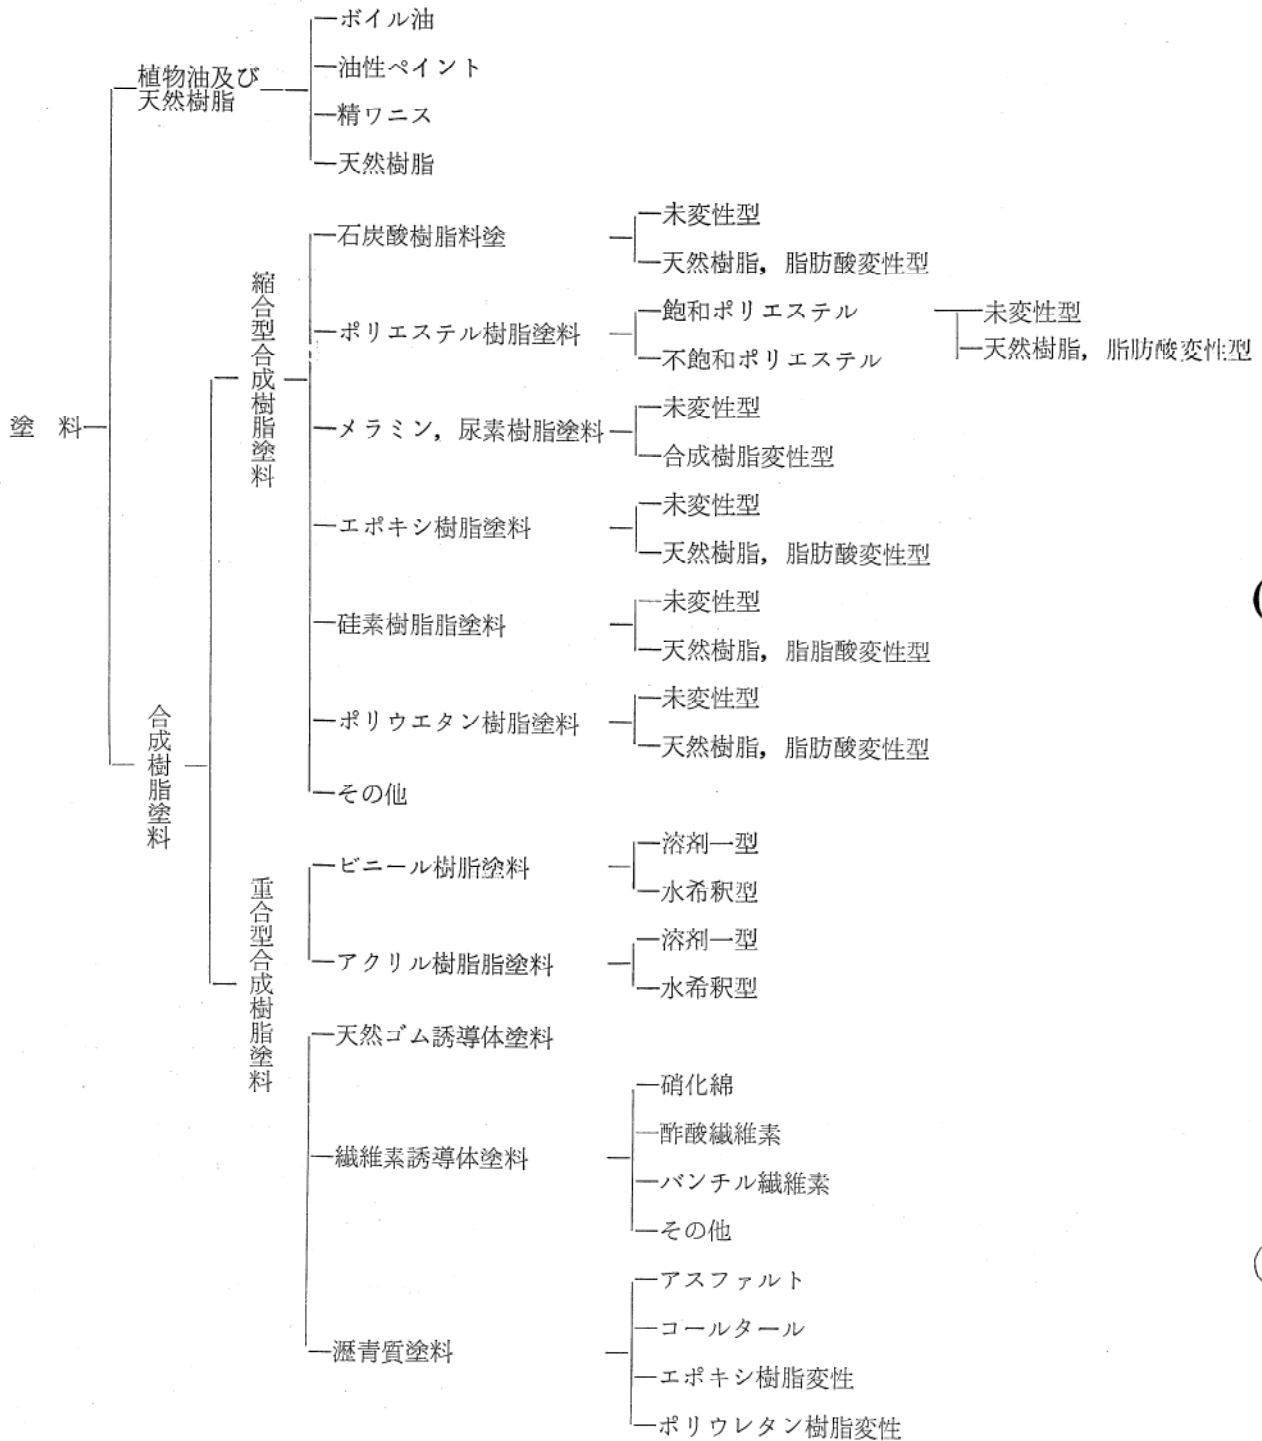 塗 料
植物油及び
天然樹脂
ボイル油
油性ペイント
精ワニス
天然樹脂
合成樹脂塗料
縮合型合成樹脂塗料
石炭酸樹脂料塗
未変性型
天然樹脂，脂肪酸変性型
ポリエステル樹脂塗料
飽和ポリエステル
未変性型
天然樹脂，脂肪酸変性型
不飽和ポリエステル
メラミン，尿素樹脂塗料
未変性型
合成樹脂変性型
エポキシ樹脂塗料
未変性型
天然樹脂，脂肪酸変性型
硅素樹脂脂塗料
未変性型
天然樹脂，脂脂酸変性型
ポリウエタン樹脂塗料
未変性型
天然樹脂，脂肪酸変性型
その他
重合型合成樹脂塗料
ビニール樹脂塗料
溶剤一型
水希釈型
アクリル樹脂脂塗料
溶剤一型
水希釈型
天然ゴム誘導体塗料
繊維素誘導体塗料
硝化綿
酢酸繊維素
バンチル繊維素
その他
瀝青質塗料
アスファルト
コールタール
エポキシ樹脂変性
ポリウレタン樹脂変性